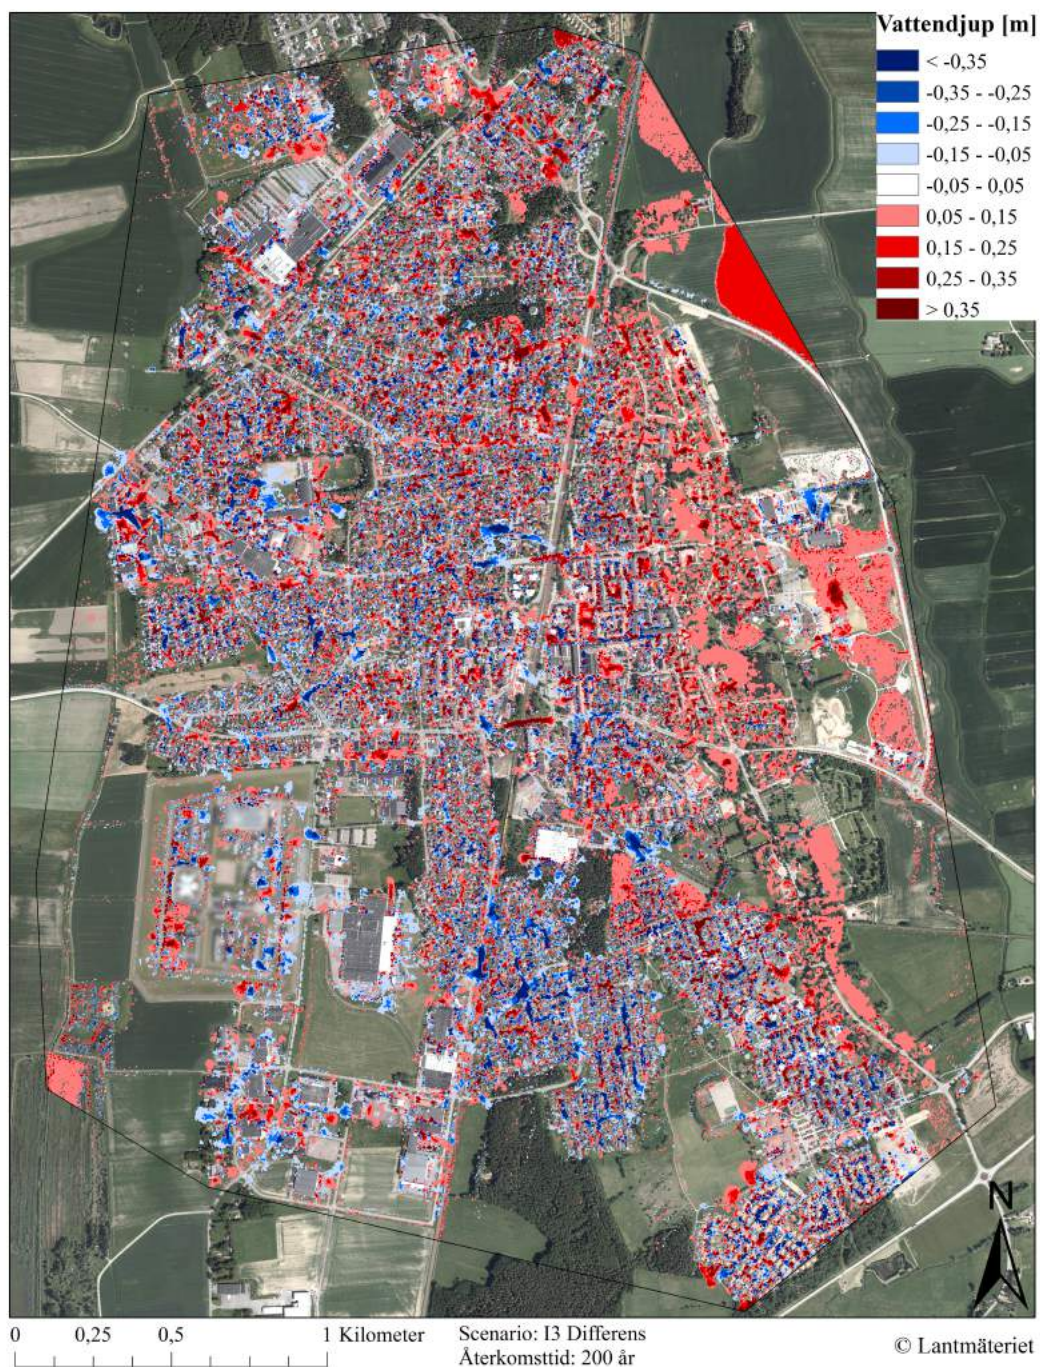 Vattendjup [m]
< -0,35
-0,35 - -0,25
-0,25 - -0,15
-0,15 - -0,05
-0,05 - 0,05
0,05 - 0,15
0,15 - 0,25
0,25 - 0,35
> 0,35
N
0 0,25 0,5 1 Kilometer
Scenario: I3 Differens
Återkomsttid: 200 år
© Lantmäteriet